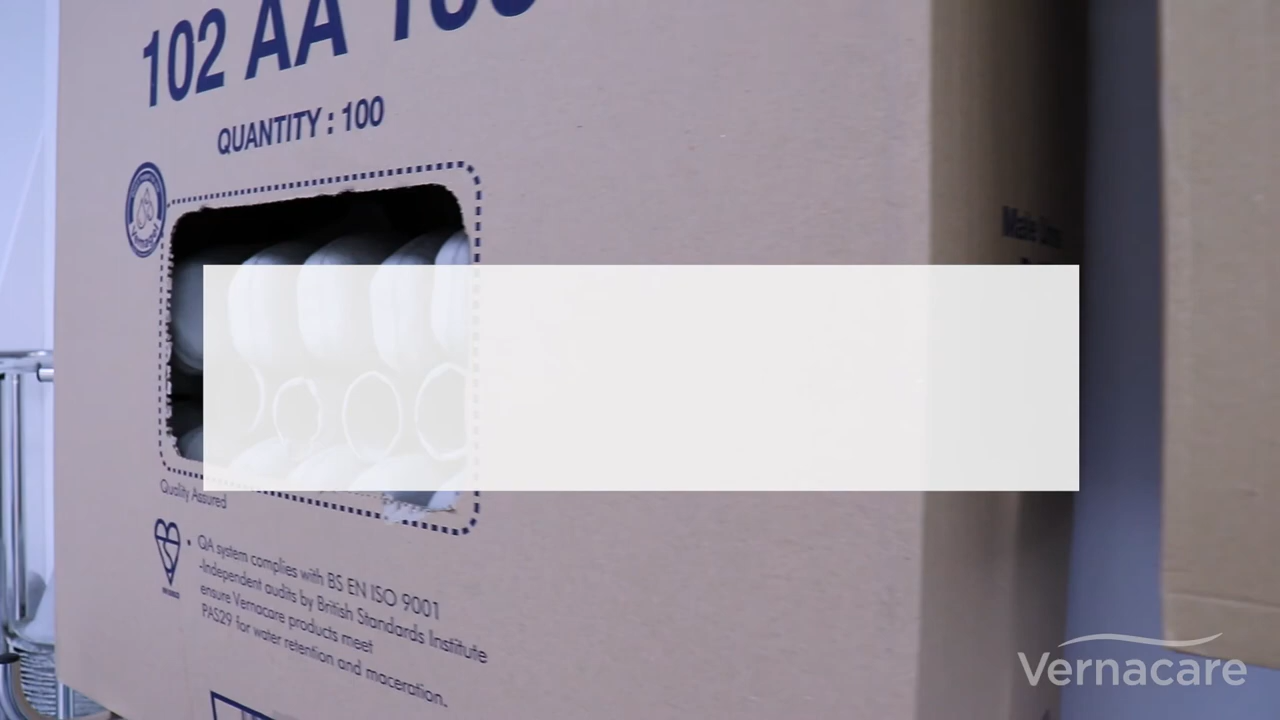 102 AA
QUANTITY : 100
Quality Assured
• QA system complies with BS EN ISO 9001
-Independent audits by British Standards Institute
ensure Vernacare products meet
PAS29 for water retention and maceration.
Vernacare